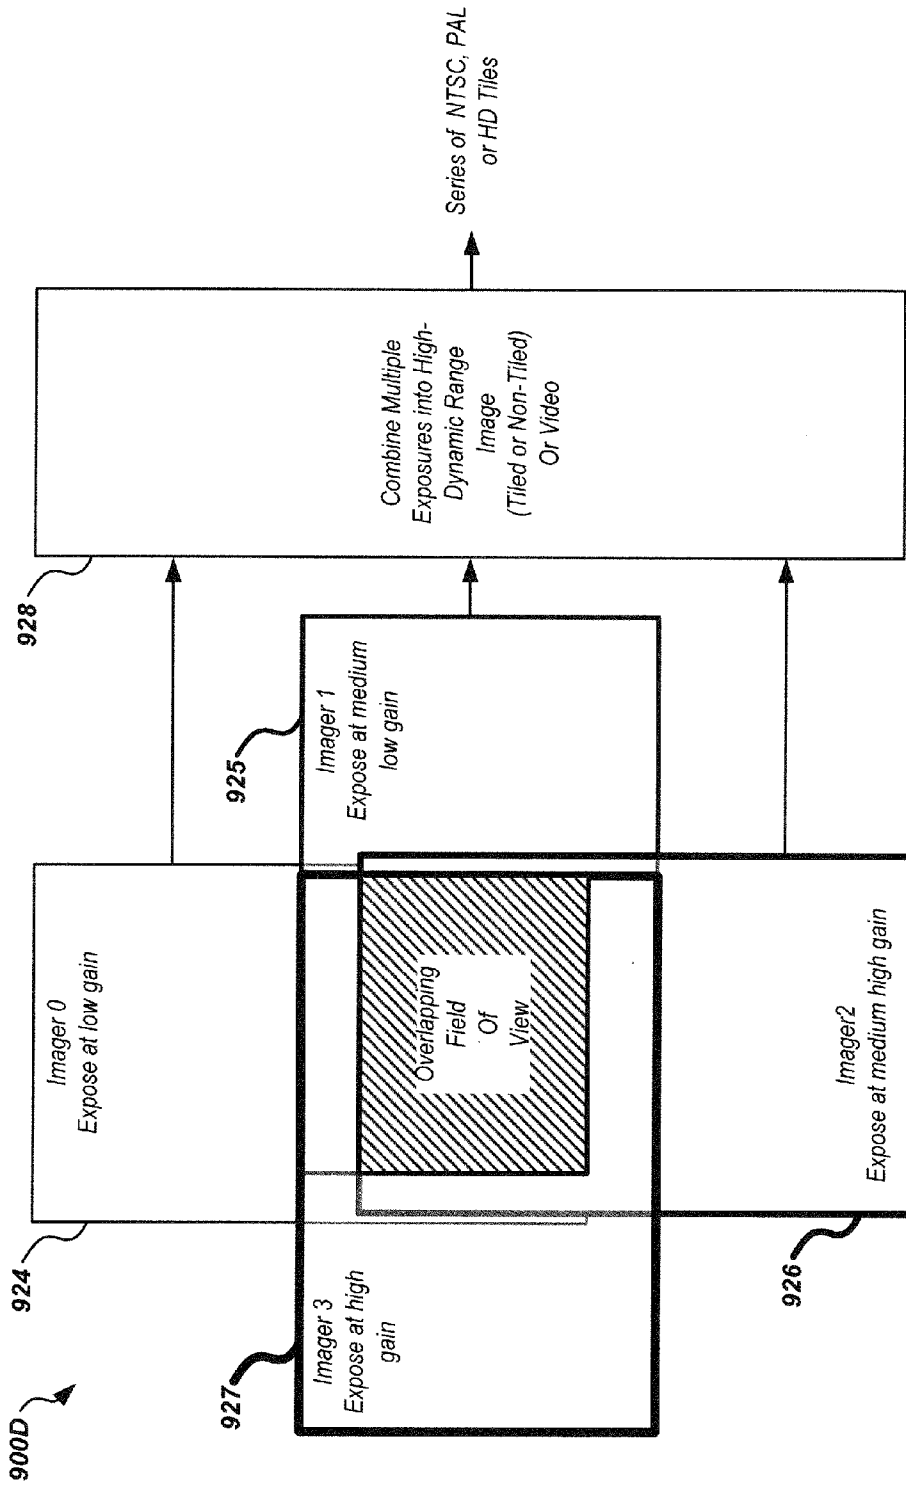 900D
924
Imager 0
Expose at low gain
927
Imager 3
Expose at high
gain
Overlapping
Field
Of
View
925
Imager 1
Expose at medium
low gain
926
Imager2
Expose at medium high gain
928
Combine Multiple
Exposures into High-
Dynamic Range
Image
(Tiled or Non-Tiled)
Or Video
Series of NTSC, PAL
or HD Tiles